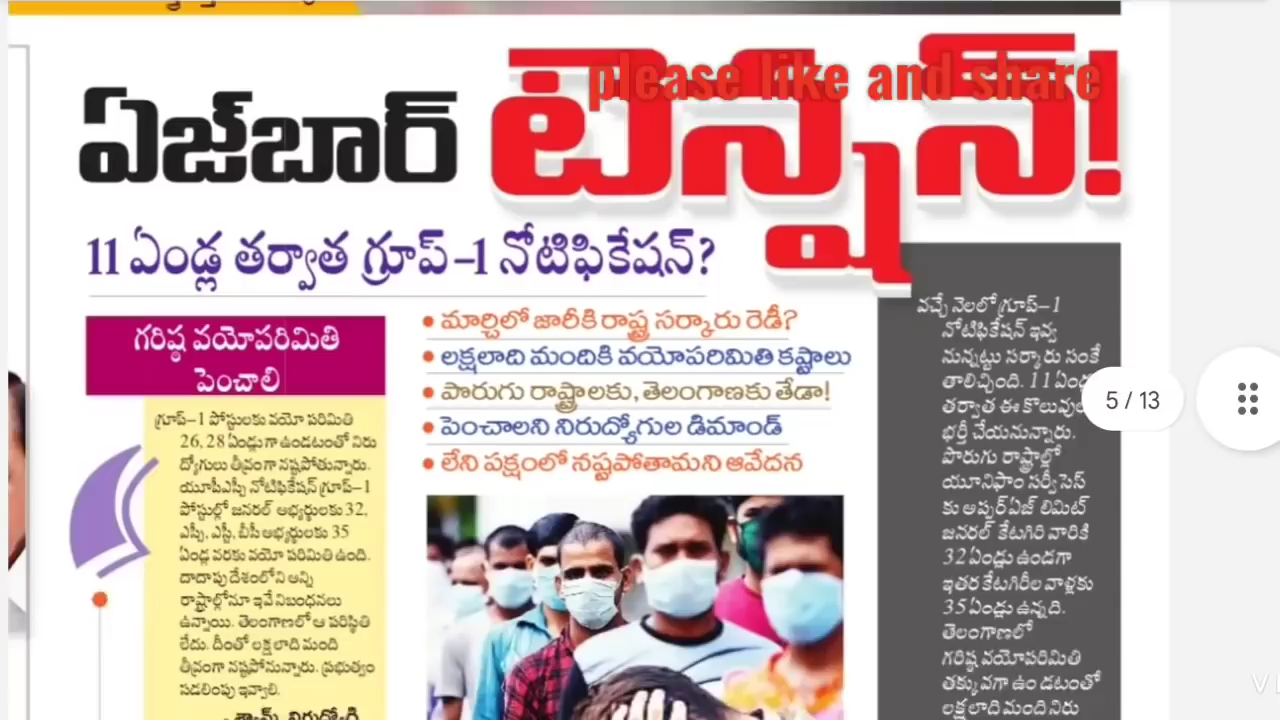 please like and share
ఏజ్‌బార్ టెన్షన్!
11 ఏండ్ల తర్వాత గ్రూప్-1 నోటిఫికేషన్?
గరిష్ఠ వయోపరిమితి
పెంచాలి
గ్రూప్-1 పోస్టులకు వయో పరిమితి
26, 28 ఏండ్లుగా ఉండటంతో నిరు
ద్యోగులు తీవ్రంగా నష్టపోతున్నారు.
యూపీఎస్సీ నోటిఫికేషన్ గ్రూప్-1
పోస్టుల్లో జనరల్ అభ్యర్థులకు 32,
ఎస్సీ, ఎస్టీ, బీసీ అభ్యర్థులకు 35
ఏండ్ల వరకు వయో పరిమితి ఉంది.
దాదాపు దేశంలోని అన్ని
రాష్ట్రాల్లోనూ ఇవే నిబంధనలు
ఉన్నాయి. తెలంగాణలో ఆ పరిస్థితి
లేదు. దీంతో లక్షలాది మంది
తీవ్రంగా నష్టపోనున్నారు. ప్రభుత్వం
సడలింపు ఇవ్వాలి.
• మార్చిలో జారీకి రాష్ట్ర సర్కారు రెడీ?
• లక్షలాది మందికి వయోపరిమితి కష్టాలు
• పొరుగు రాష్ట్రాలకు, తెలంగాణకు తేడా!
• పెంచాలని నిరుద్యోగుల డిమాండ్
• లేని పక్షంలో నష్టపోతామని ఆవేదన
వచ్చే నెలలో గ్రూప్-1
నోటిఫికేషన్ ఇవ్వ
నున్నట్టు సర్కారు సంకే
తాలిచ్చింది. 11 ఏండ
తర్వాత ఈ కొలువుల
భర్తీ చేయనున్నారు.
పొరుగు రాష్ట్రాల్లో
యూనిఫాం సర్వీసెస్
కు అప్పర్ ఏజ్ లిమిట్
జనరల్ కేటగిరి వారికి
32 ఏండ్లు ఉండగా
ఇతర కేటగిరీల వాళ్లకు
35 ఏండ్లు ఉన్నది.
తెలంగాణలో
గరిష్ఠ వయోపరిమితి
తక్కువగా ఉం డటంతో
లక్షలాది మంది నిరు
5 / 13